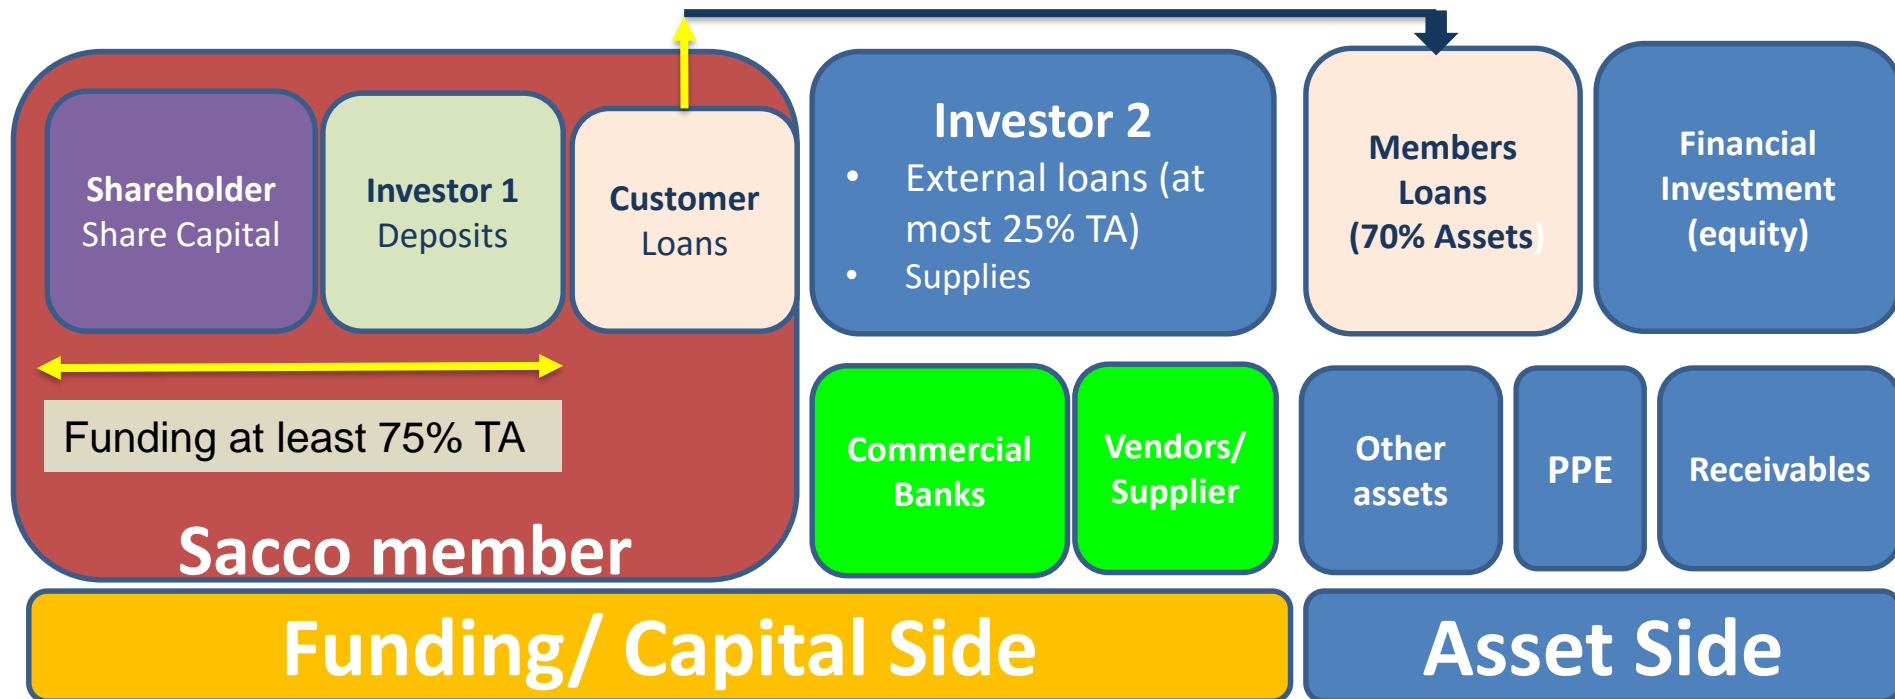 Shareholder
Share Capital
Investor 1
Deposits
Customer
Loans
Funding at least 75% TA
Sacco member
Investor 2
• External loans (at
most 25% TA)
• Supplies
Commercial
Banks
Vendors/
Supplier
Funding/ Capital Side
Members
Loans
(70% Assets)
Financial
Investment
(equity)
Other
assets
PPE
Receivables
Asset Side